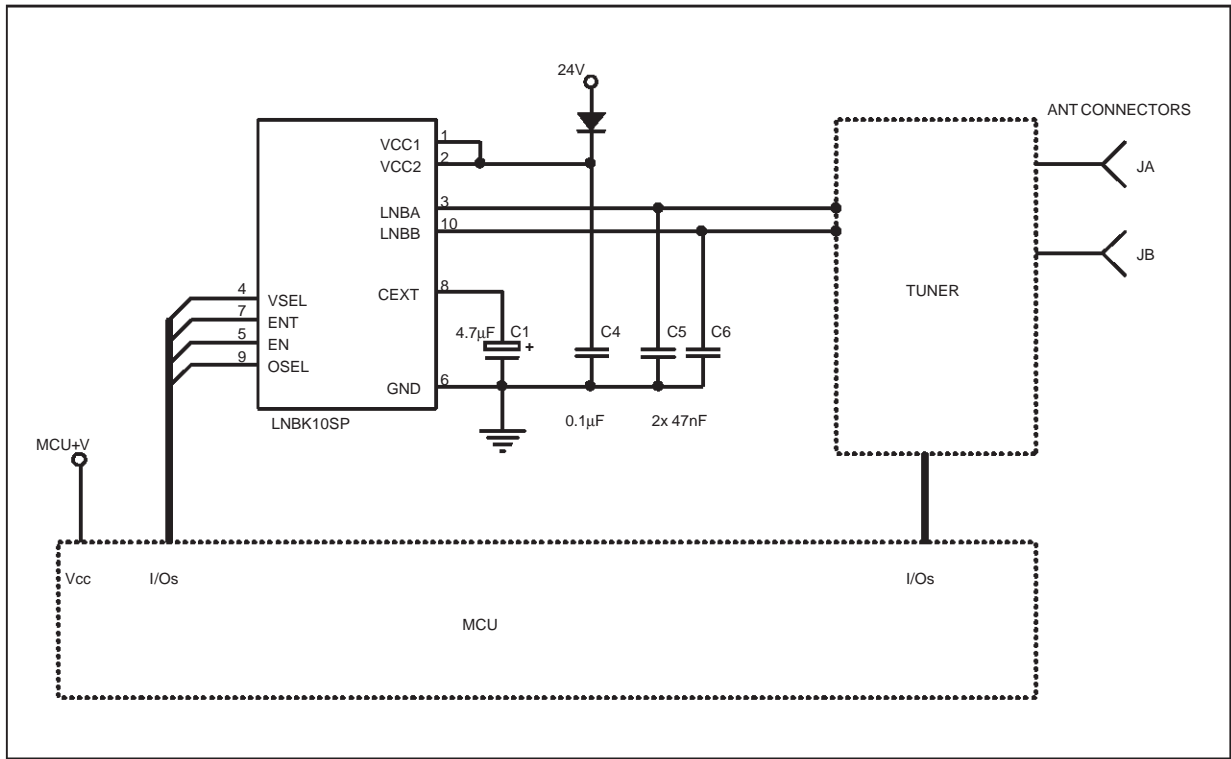 24V
ANT CONNECTORS
1
VCC1
2
VCC2
JA
3
LNBA
10
LNBB
JB
TUNER
8
CEXT
4
VSEL
7
ENT
5
EN
9
OSEL
4.7μF
C1
+
C4
C5
C6
6
GND
LNBK10SP
0.1μF
2x 47nF
MCU+V
Vcc
I/Os
I/Os
MCU